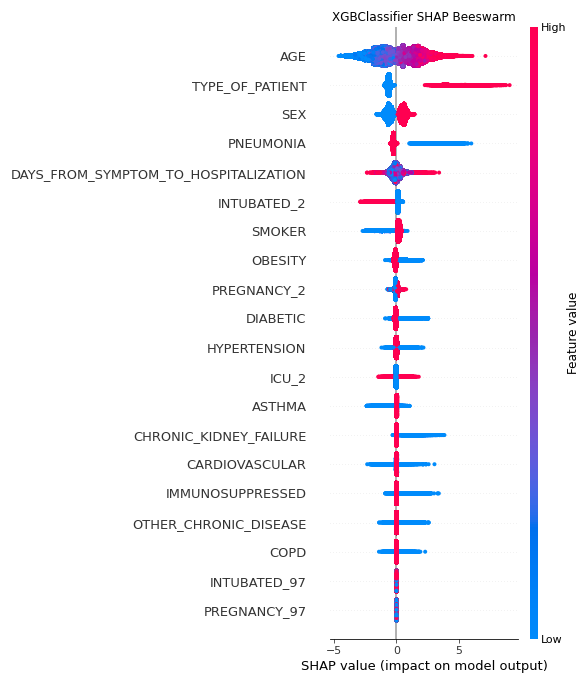 XGBClassifier SHAP Beeswarm
High
AGE
TYPE_OF_PATIENT
SEX
PNEUMONIA
DAYS_FROM_SYMPTOM_TO_HOSPITALIZATION
INTUBATED_2
SMOKER
OBESITY
PREGNANCY_2
DIABETIC
HYPERTENSION
ICU_2
ASTHMA
CHRONIC_KIDNEY_FAILURE
CARDIOVASCULAR
IMMUNOSUPPRESSED
OTHER_CHRONIC_DISEASE
COPD
INTUBATED_97
PREGNANCY_97
Feature value
Low
−5 0 5
SHAP value (impact on model output)